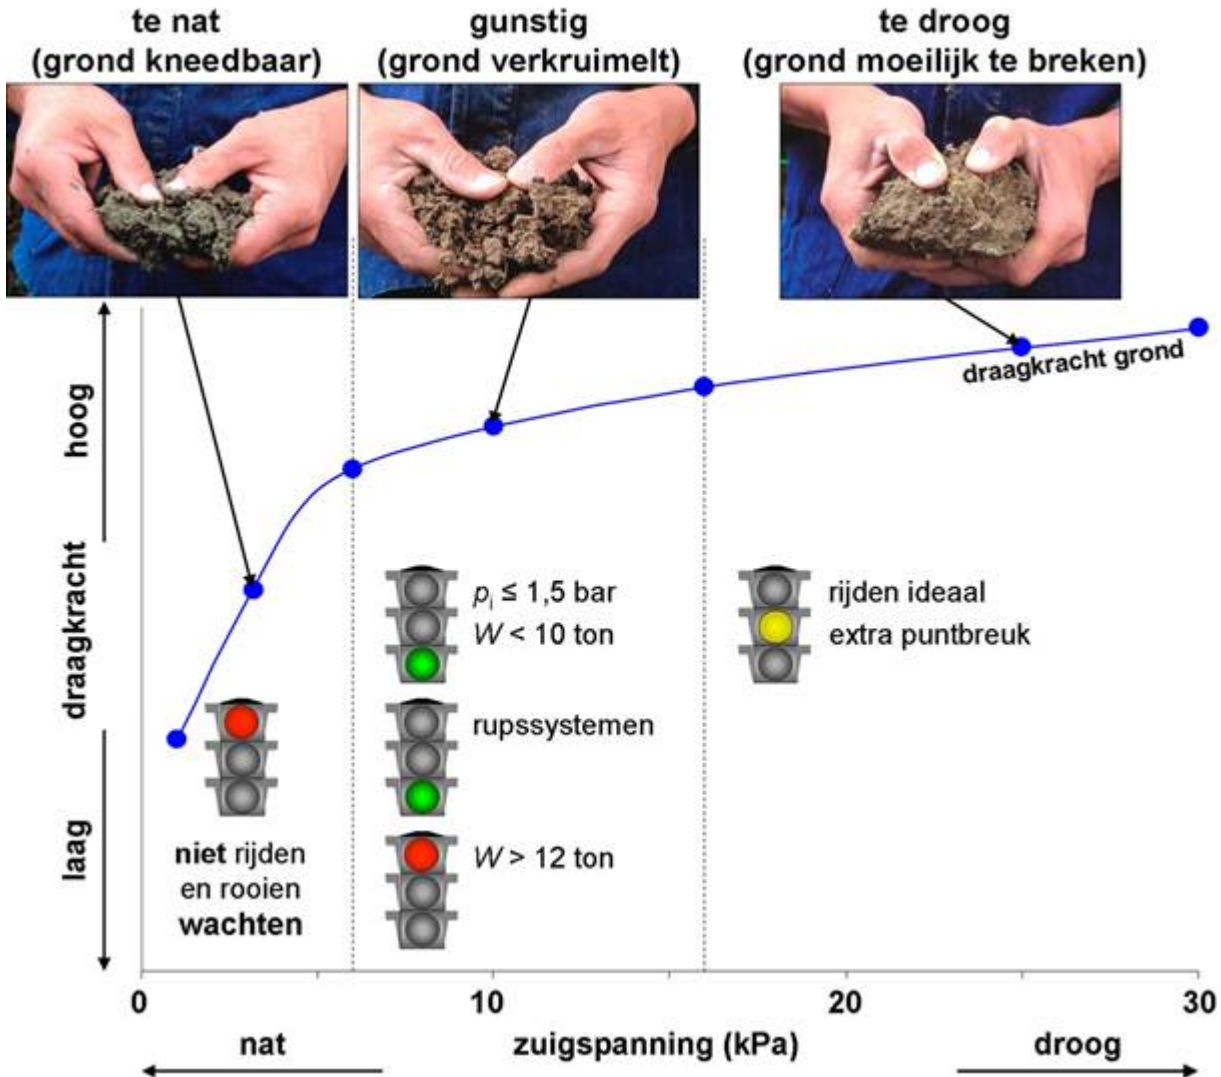 te nat
(grond kneedbaar)
gunstig
(grond verkruimelt)
te droog
(grond moeilijk te breken)
draagkracht grond
hoog
draagkracht
laag
niet rijden
en rooien
wachten
pᵢ ≤ 1,5 bar
W < 10 ton
rupssystemen
W > 12 ton
rijden ideaal
extra puntbreuk
0
10
20
30
nat
zuigspanning (kPa)
droog